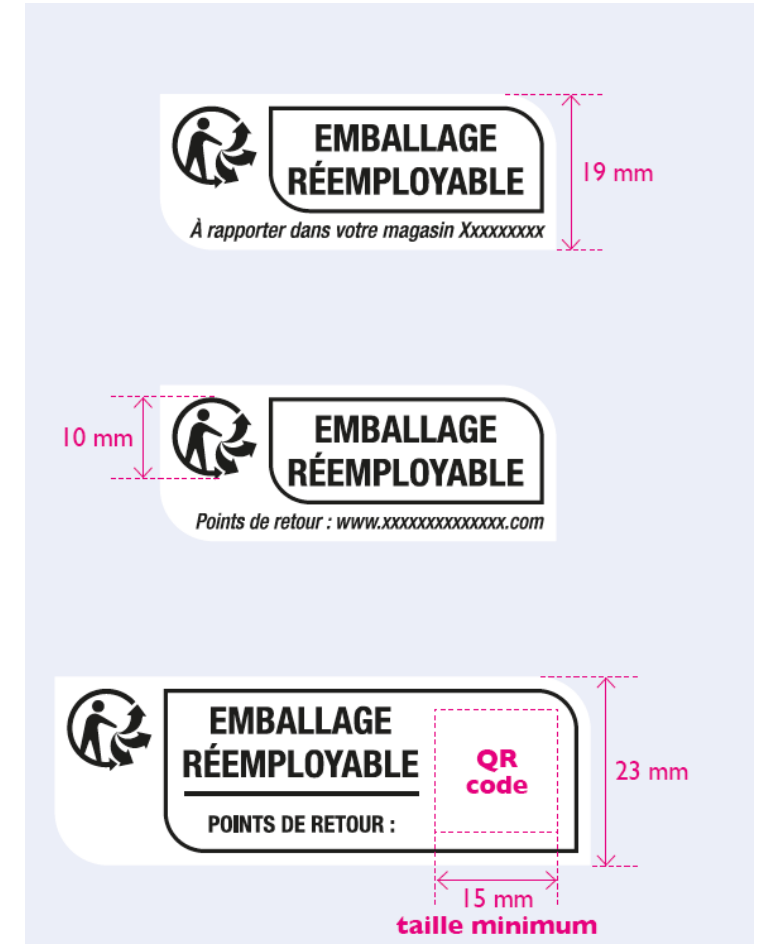 EMBALLAGE
RÉEMPLOYABLE
19 mm
À rapporter dans votre magasin Xxxxxxxxx
EMBALLAGE
10 mm
RÉEMPLOYABLE
Points de retour : www.xxxxxxxxxxxxxx.com
EMBALLAGE
RÉEMPLOYABLE
QR
code
23 mm
POINTS DE RETOUR :
15 mm
taille minimum